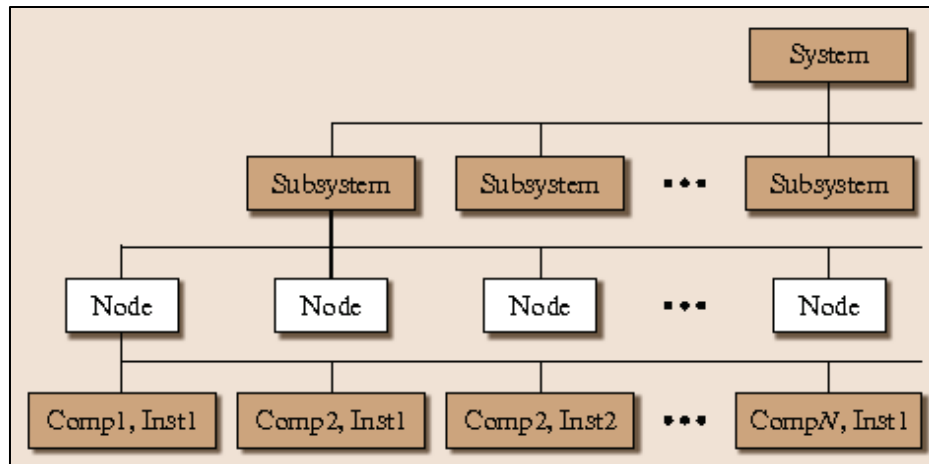 System
Subsystem Subsystem ••• Subsystem
Node Node Node ••• Node
Comp1, Inst1 Comp2, Inst1 Comp2, Inst2 ••• CompN, Inst1